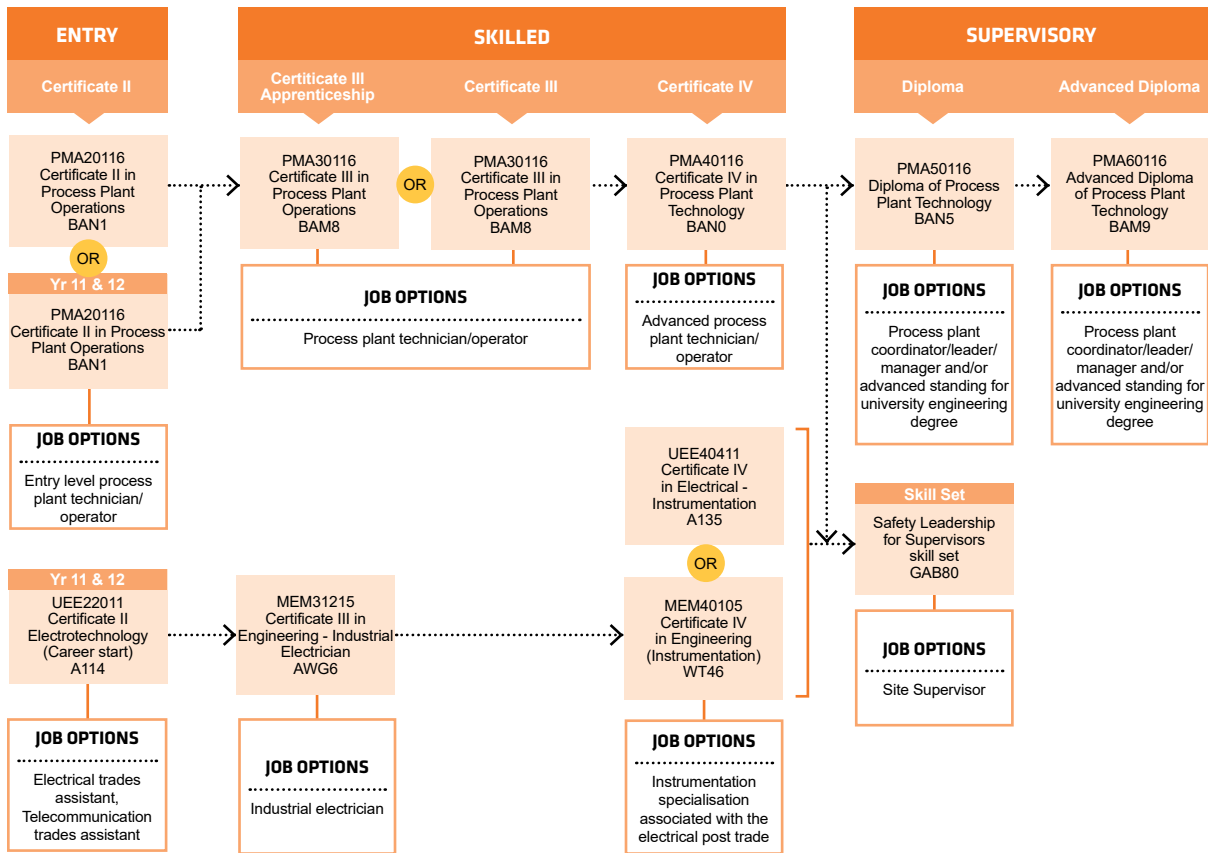 ENTRY
SKILLED
SUPERVISORY
Certificate II
Certiticate III
Apprenticeship
Certificate III
Certificate IV
Diploma
Advanced Diploma
PMA20116
Certificate II in
Process Plant
Operations
BAN1
OR
Yr 11 & 12
PMA20116
Certificate II in Process
Plant Operations
BAN1
JOB OPTIONS
Entry level process
plant technician/
operator
PMA30116
Certificate III in
Process Plant
Operations
BAM8
OR
PMA30116
Certificate III in
Process Plant
Operations
BAM8
JOB OPTIONS
Process plant technician/operator
PMA40116
Certificate IV in
Process Plant
Technology
BAN0
JOB OPTIONS
Advanced process
plant technician/
operator
PMA50116
Diploma of Process
Plant Technology
BAN5
JOB OPTIONS
Process plant
coordinator/leader/
manager and/or
advanced standing for
university engineering
degree
PMA60116
Advanced Diploma
of Process Plant
Technology
BAM9
JOB OPTIONS
Process plant
coordinator/leader/
manager and/or
advanced standing for
university engineering
degree
Yr 11 & 12
UEE22011
Certificate II
Electrotechnology
(Career start)
A114
JOB OPTIONS
Electrical trades
assistant,
Telecommunication
trades assistant
MEM31215
Certificate III in
Engineering - Industrial
Electrician
AWG6
JOB OPTIONS
Industrial electrician
UEE40411
Certificate IV
in Electrical -
Instrumentation
A135
OR
MEM40105
Certificate IV
in Engineering
(Instrumentation)
WT46
JOB OPTIONS
Instrumentation
specialisation
associated with the
electrical post trade
Skill Set
Safety Leadership
for Supervisors
skill set
GAB80
JOB OPTIONS
Site Supervisor